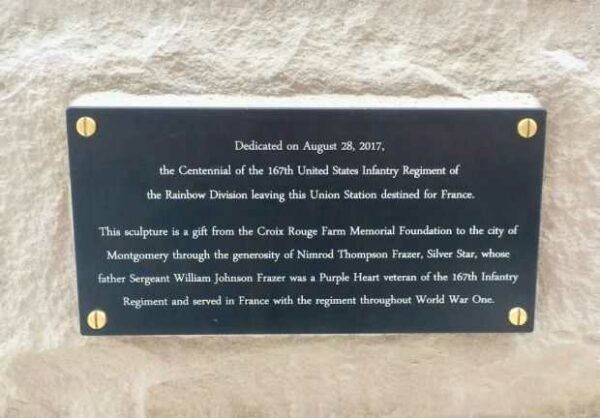 Dedicated on August 28, 2017,
the Centennial of the 167th United States Infantry Regiment of
the Rainbow Division leaving this Union Station destined for France.
This sculpture is a gift from the Croix Rouge Farm Memorial Foundation to the city of
Montgomery through the generosity of Nimrod Thompson Frazer, Silver Star, whose
father Sergeant William Johnson Frazer was a Purple Heart veteran of the 167th Infantry
Regiment and served in France with the regiment throughout World War One.